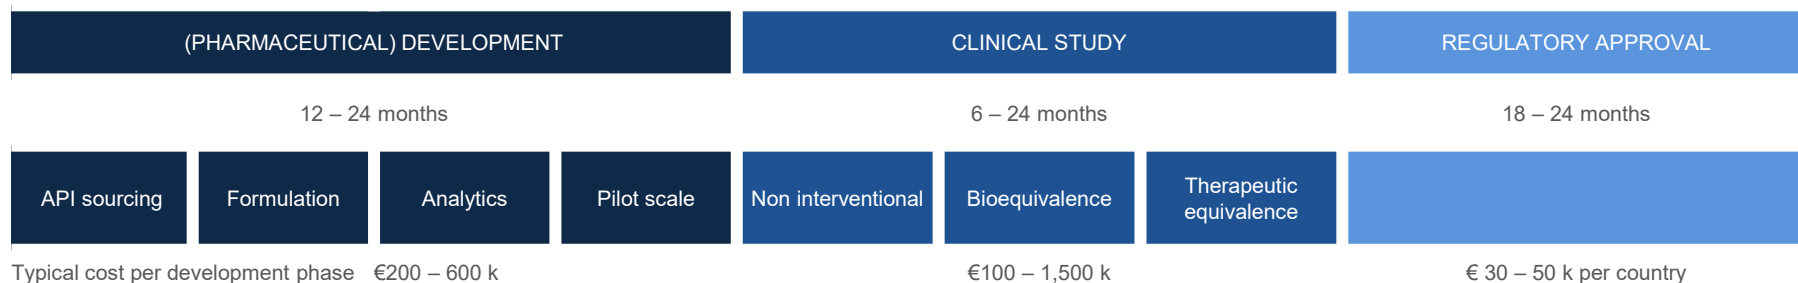 (PHARMACEUTICAL) DEVELOPMENT
CLINICAL STUDY
REGULATORY APPROVAL
12 – 24 months
6 – 24 months
18 – 24 months
API sourcing
Formulation
Analytics
Pilot scale
Non interventional
Bioequivalence
Therapeutic
equivalence
Typical cost per development phase €200 – 600 k
€100 – 1,500 k
€ 30 – 50 k per country